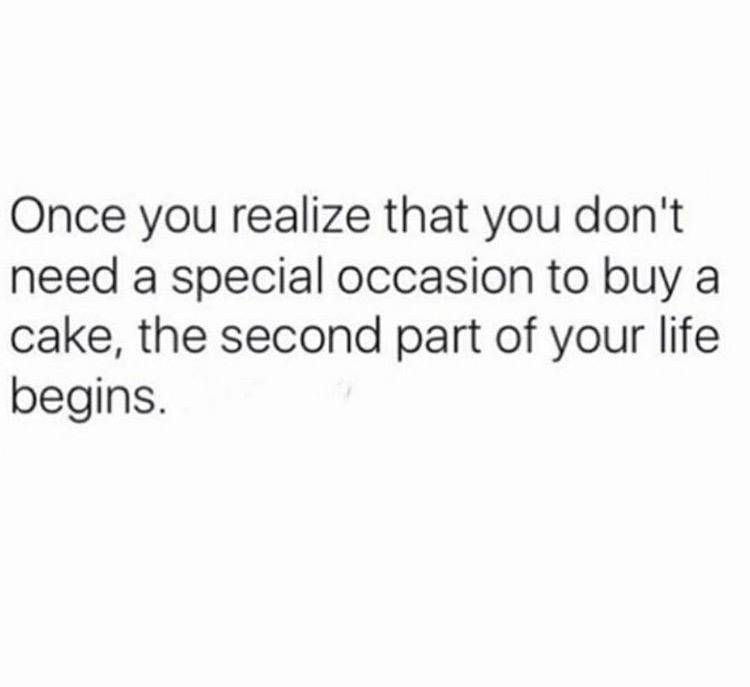 Once you realize that you don't
need a special occasion to buy a
cake, the second part of your life
begins.